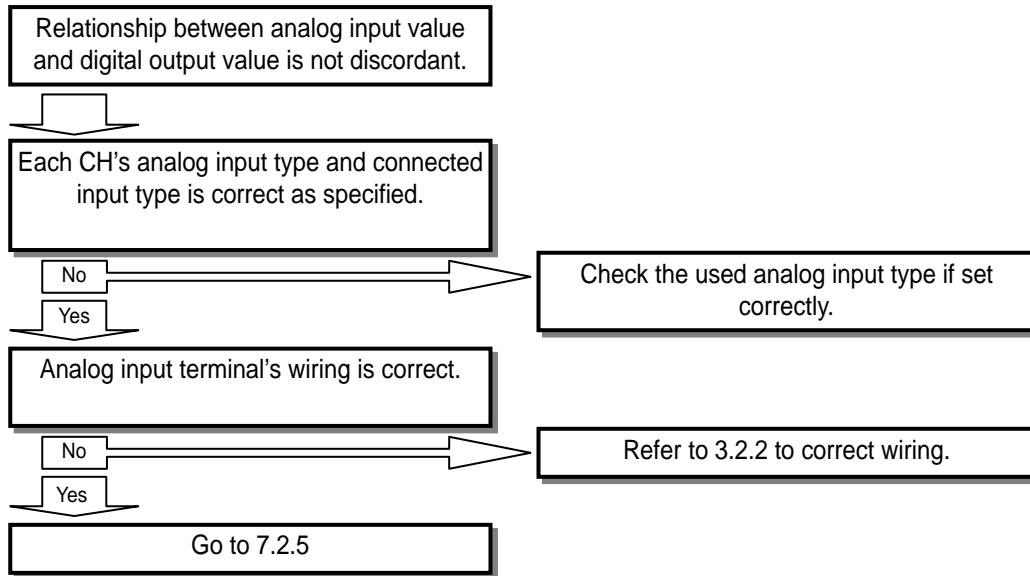 Relationship between analog input value
and digital output value is not discordant.
Each CH's analog input type and connected
input type is correct as specified.
No
Check the used analog input type if set
correctly.
Yes
Analog input terminal's wiring is correct.
No
Refer to 3.2.2 to correct wiring.
Yes
Go to 7.2.5